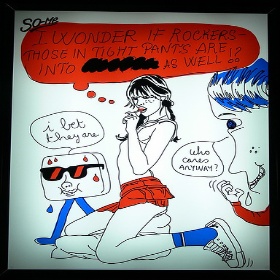 SO-ME
I WONDER IF ROCKERS-
THOSE IN TIGHT PANTS ARE
INTO AS WELL!?
i bet
they are
who
cares
ANYWAY?